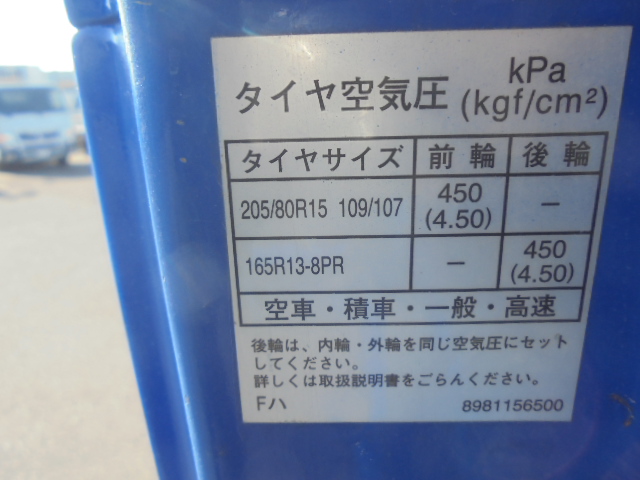 タイヤ空気圧 kPa (kgf/cm²)
タイヤサイズ 前輪 後輪
205/80R15 109/107 450 (4.50) －
165R13-8PR － 450 (4.50)
空車・積車・一般・高速
後輪は、内輪・外輪を同じ空気圧にセット
してください。
詳しくは取扱説明書をごらんください。
Fハ 8981156500